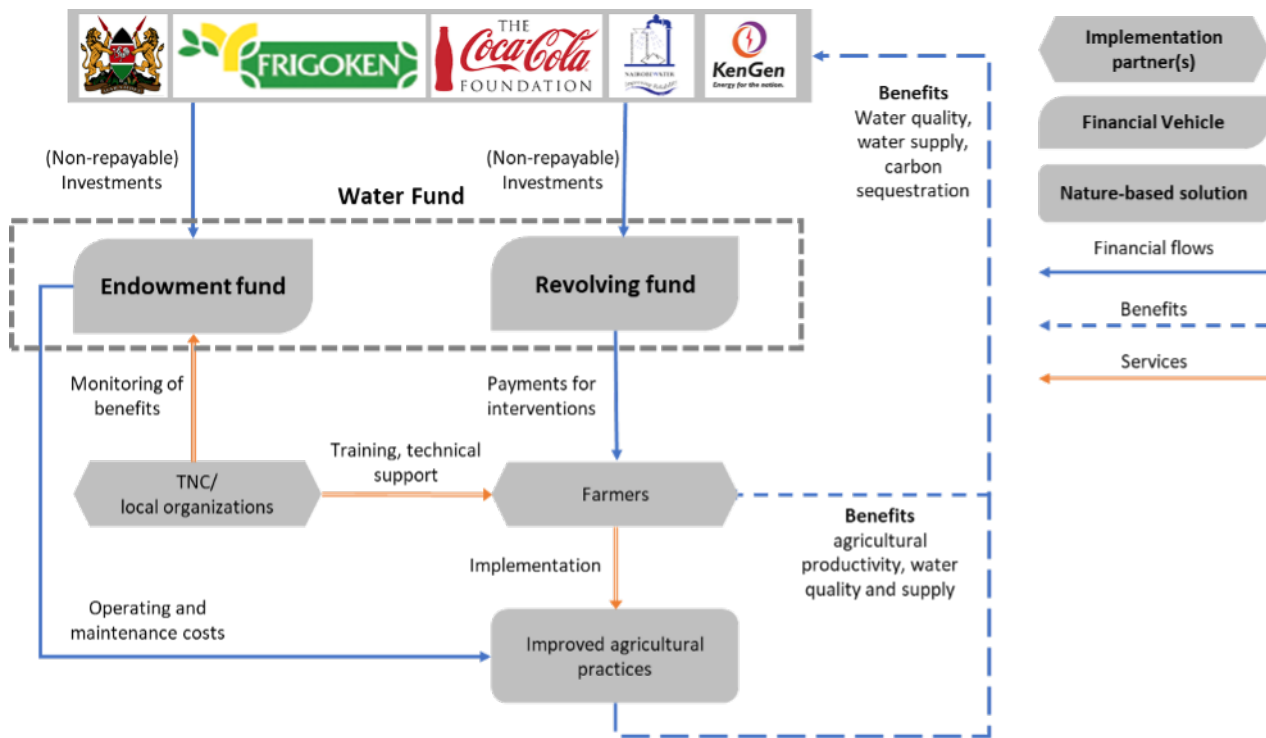 FRIGOKEN
THE
Coca-Cola
FOUNDATION
KenGen
Energy for the nation.
(Non-repayable)
Investments
(Non-repayable)
Investments
Water Fund
Endowment fund
Revolving fund
Monitoring of
benefits
Payments for
interventions
Training, technical
support
TNC/
local organizations
Farmers
Implementation
Operating and
maintenance costs
Improved agricultural
practices
Benefits
Water quality,
water supply,
carbon
sequestration
Benefits
agricultural
productivity, water
quality and supply
Implementation
partner(s)
Financial Vehicle
Nature-based solution
Financial flows
Benefits
Services